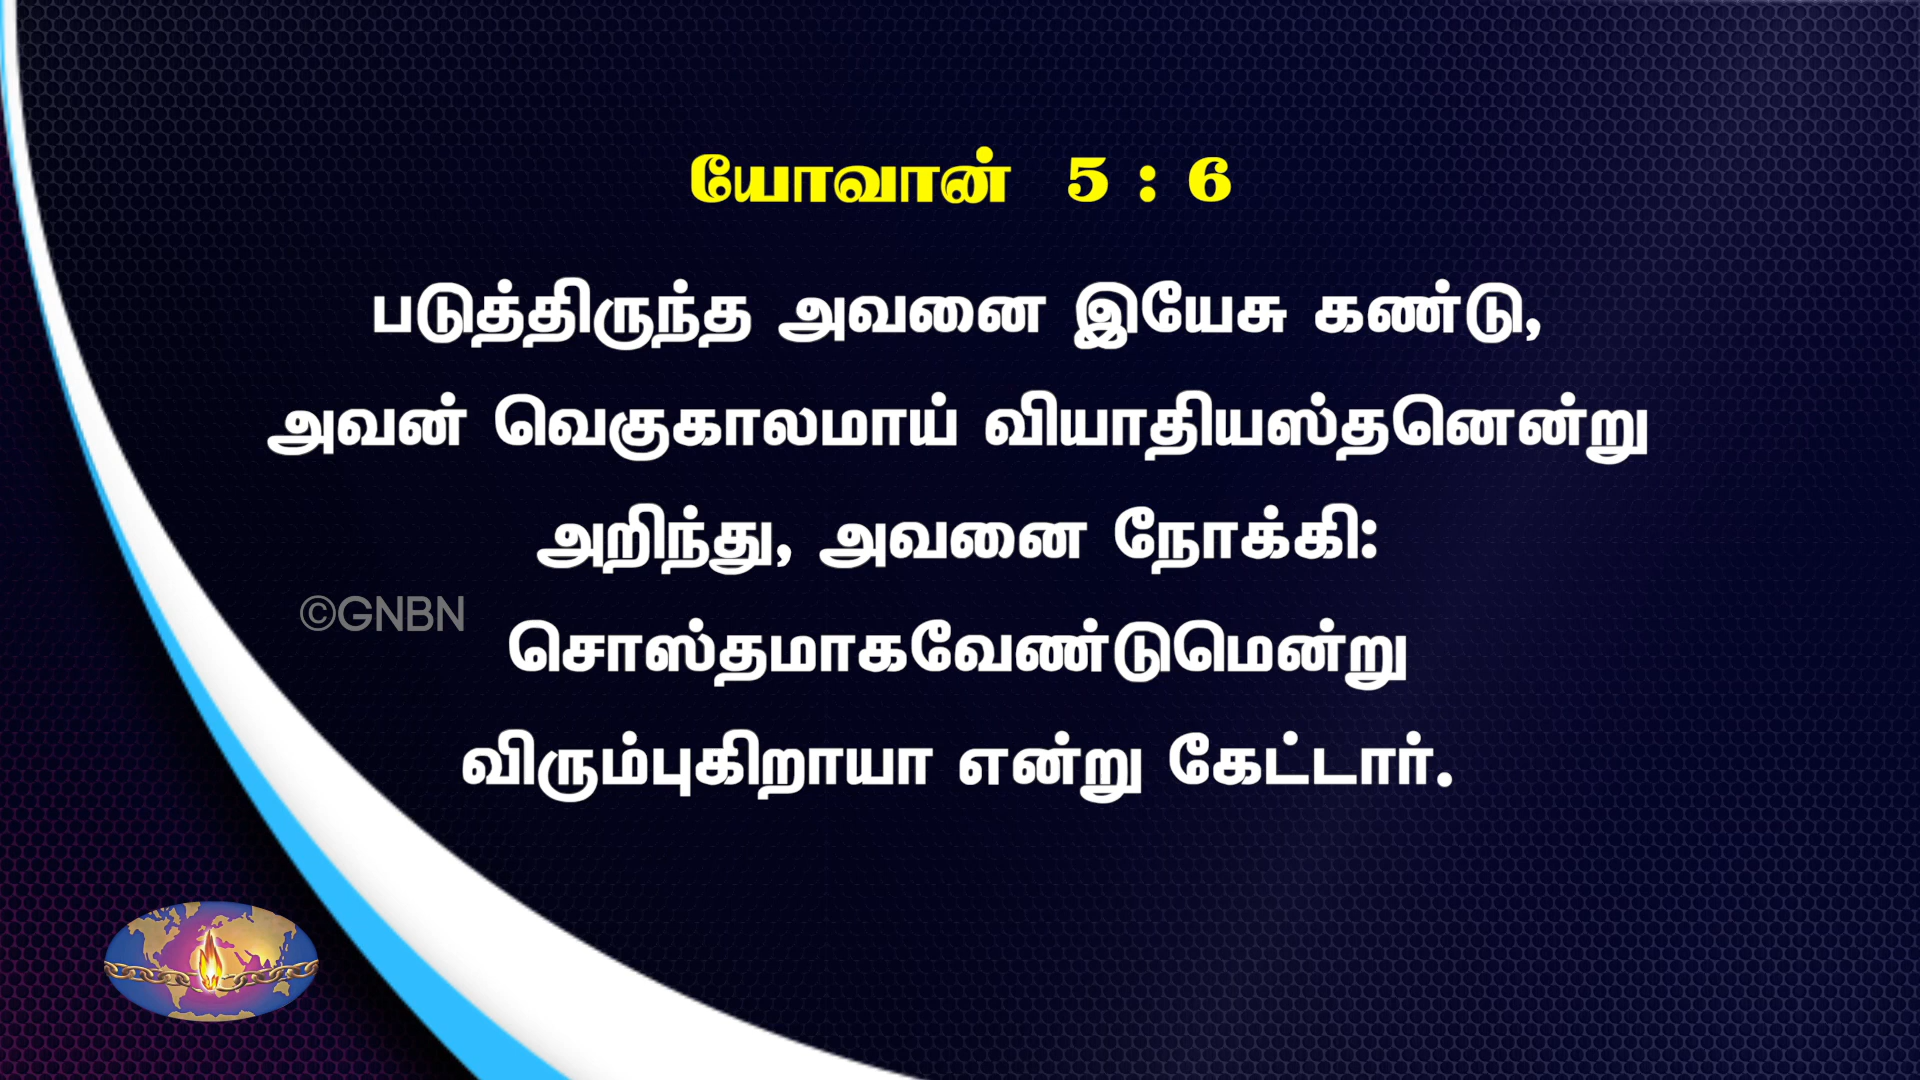 யோவான் 5 : 6
படுத்திருந்த அவனை இயேசு கண்டு,
அவன் வெகுகாலமாய் வியாதியஸ்தனென்று
அறிந்து, அவனை நோக்கி:
©GNBN
சொஸ்தமாகவேண்டுமென்று
விரும்புகிறாயா என்று கேட்டார்.